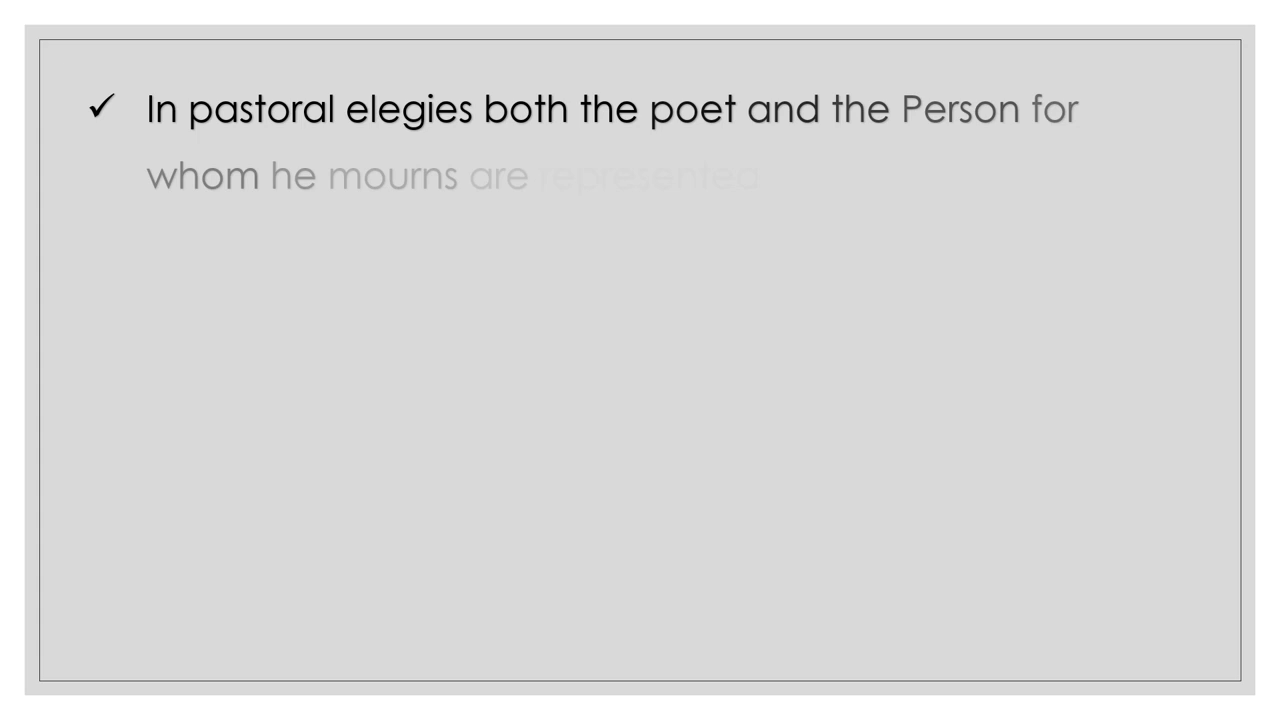 ✓ In pastoral elegies both the poet and the Person for
whom he mourns are represented